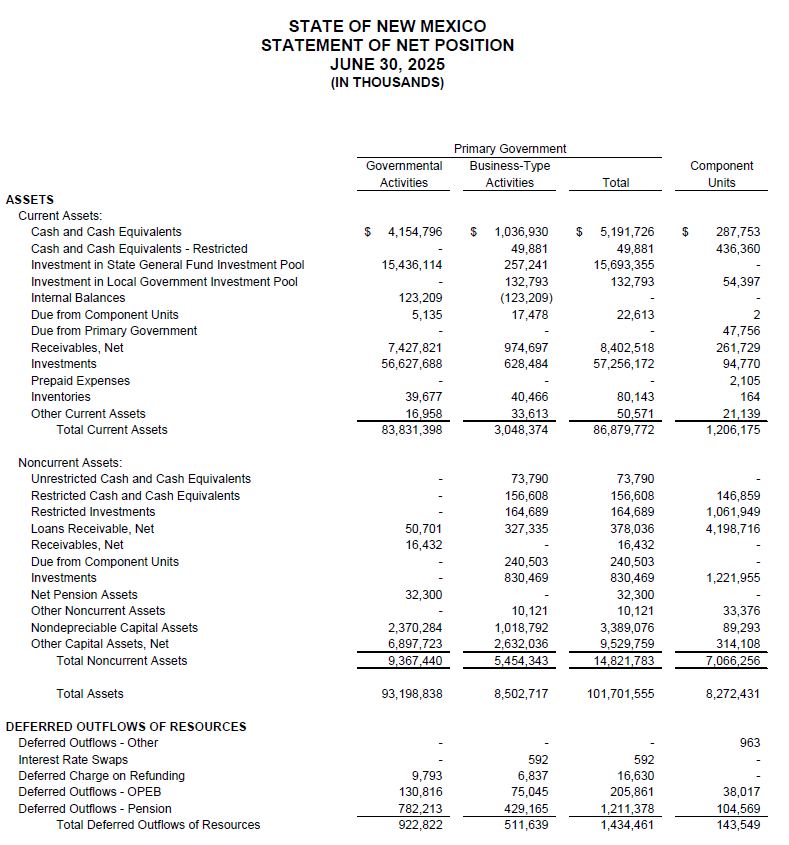 STATE OF NEW MEXICO
STATEMENT OF NET POSITION
JUNE 30, 2025
(IN THOUSANDS)
Primary Government
Governmental Business-Type Component
Activities Activities Total Units
ASSETS
Current Assets:
Cash and Cash Equivalents $ 4,154,796 $ 1,036,930 $ 5,191,726 $ 287,753
Cash and Cash Equivalents - Restricted - 49,881 49,881 436,360
Investment in State General Fund Investment Pool 15,436,114 257,241 15,693,355 -
Investment in Local Government Investment Pool - 132,793 132,793 54,397
Internal Balances 123,209 (123,209) - -
Due from Component Units 5,135 17,478 22,613 2
Due from Primary Government - - - 47,756
Receivables, Net 7,427,821 974,697 8,402,518 261,729
Investments 56,627,688 628,484 57,256,172 94,770
Prepaid Expenses - - - 2,105
Inventories 39,677 40,466 80,143 164
Other Current Assets 16,958 33,613 50,571 21,139
Total Current Assets 83,831,398 3,048,374 86,879,772 1,206,175
Noncurrent Assets:
Unrestricted Cash and Cash Equivalents - 73,790 73,790 -
Restricted Cash and Cash Equivalents - 156,608 156,608 146,859
Restricted Investments - 164,689 164,689 1,061,949
Loans Receivable, Net 50,701 327,335 378,036 4,198,716
Receivables, Net 16,432 - 16,432 -
Due from Component Units - 240,503 240,503 -
Investments - 830,469 830,469 1,221,955
Net Pension Assets 32,300 - 32,300 -
Other Noncurrent Assets - 10,121 10,121 33,376
Nondepreciable Capital Assets 2,370,284 1,018,792 3,389,076 89,293
Other Capital Assets, Net 6,897,723 2,632,036 9,529,759 314,108
Total Noncurrent Assets 9,367,440 5,454,343 14,821,783 7,066,256
Total Assets 93,198,838 8,502,717 101,701,555 8,272,431
DEFERRED OUTFLOWS OF RESOURCES
Deferred Outflows - Other - - - 963
Interest Rate Swaps - 592 592 -
Deferred Charge on Refunding 9,793 6,837 16,630 -
Deferred Outflows - OPEB 130,816 75,045 205,861 38,017
Deferred Outflows - Pension 782,213 429,165 1,211,378 104,569
Total Deferred Outflows of Resources 922,822 511,639 1,434,461 143,549